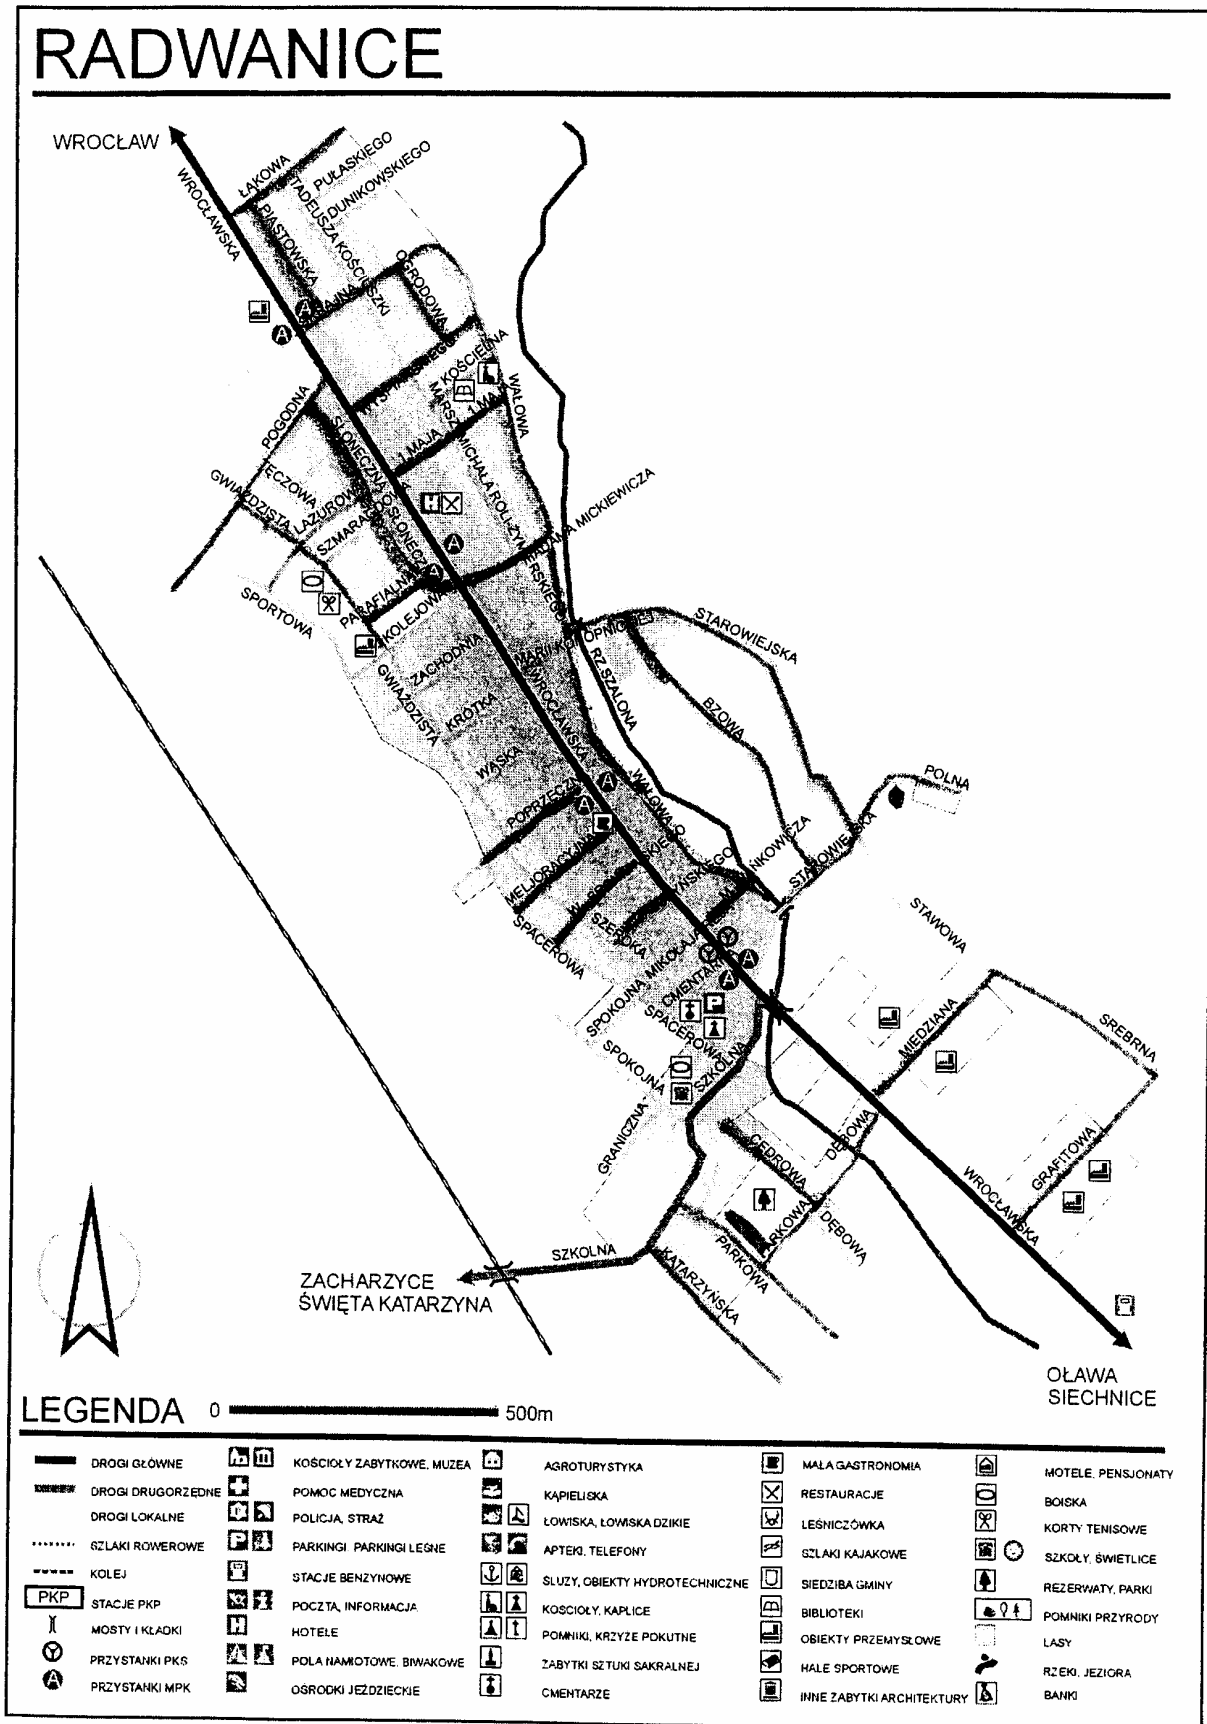 RADWANICE
WROCŁAW
WROCŁAWSKA
ŁĄKOWA
PUŁASKIEGO
DUNIKOWSKIEGO
TADEUSZA KOŚCIUSZKI
PIASTOWSKA
OGRODOWA
KOŚCIELNA
WAŁOWA
1 MAJA
1 MAJA
POGODNA
SŁONECZNA
TĘCZOWA
GWIAŹDZISTA
SPORTOWA
PARAFIALNA
KOLEJOWA
ADAMA MICKIEWICZA
ZACHODNIA
GWIAŹDZISTA
KRÓTKA
WĄSKA
WROCŁAWSKA
RZ SZALONA
STAROWIEJSKA
BZOWA
POLNA
STAROWIEJSKA
WAŁOWA
MELIORACYJNA
SZEROKA
SPACEROWA
STAWOWA
SPOKOJNA
SPACEROWA
SPOKOJNA
SZKOLNA
GRANICZNA
MIEDZIANA
SREBRNA
GRAFITOWA
WROCŁAWSKA
DĘBOWA
CEDROWA
DĘBOWA
PARKOWA
KATARZYŃSKA
SZKOLNA
ZACHARZYCE
ŚWIĘTA KATARZYNA
OŁAWA
SIECHNICE
LEGENDA 0 500m
DROGI GŁÓWNE
DROGI DRUGORZĘDNE
DROGI LOKALNE
SZLAKI ROWEROWE
KOLEJ
PKP STACJE PKP
MOSTY I KŁADKI
PRZYSTANKI PKS
A PRZYSTANKI MPK
KOŚCIOŁY ZABYTKOWE, MUZEA
POMOC MEDYCZNA
POLICJA, STRAŻ
P PARKINGI, PARKINGI LEŚNE
STACJE BENZYNOWE
POCZTA, INFORMACJA
H HOTELE
POLA NAMIOTOWE, BIWAKOWE
OŚRODKI JEŹDZIECKIE
AGROTURYSTYKA
KĄPIELISKA
ŁOWISKA, ŁOWISKA DZIKIE
APTEKI, TELEFONY
ŚLUZY, OBIEKTY HYDROTECHNICZNE
KOŚCIOŁY, KAPLICE
POMNIKI, KRZYŻE POKUTNE
ZABYTKI SZTUKI SAKRALNEJ
CMENTARZE
MAŁA GASTRONOMIA
RESTAURACJE
LEŚNICZÓWKA
SZLAKI KAJAKOWE
SIEDZIBA GMINY
BIBLIOTEKI
OBIEKTY PRZEMYSŁOWE
HALE SPORTOWE
INNE ZABYTKI ARCHITEKTURY
MOTELE, PENSJONATY
BOISKA
KORTY TENISOWE
SZKOŁY, ŚWIETLICE
REZERWATY, PARKI
POMNIKI PRZYRODY
LASY
RZEKI, JEZIORA
BANKI